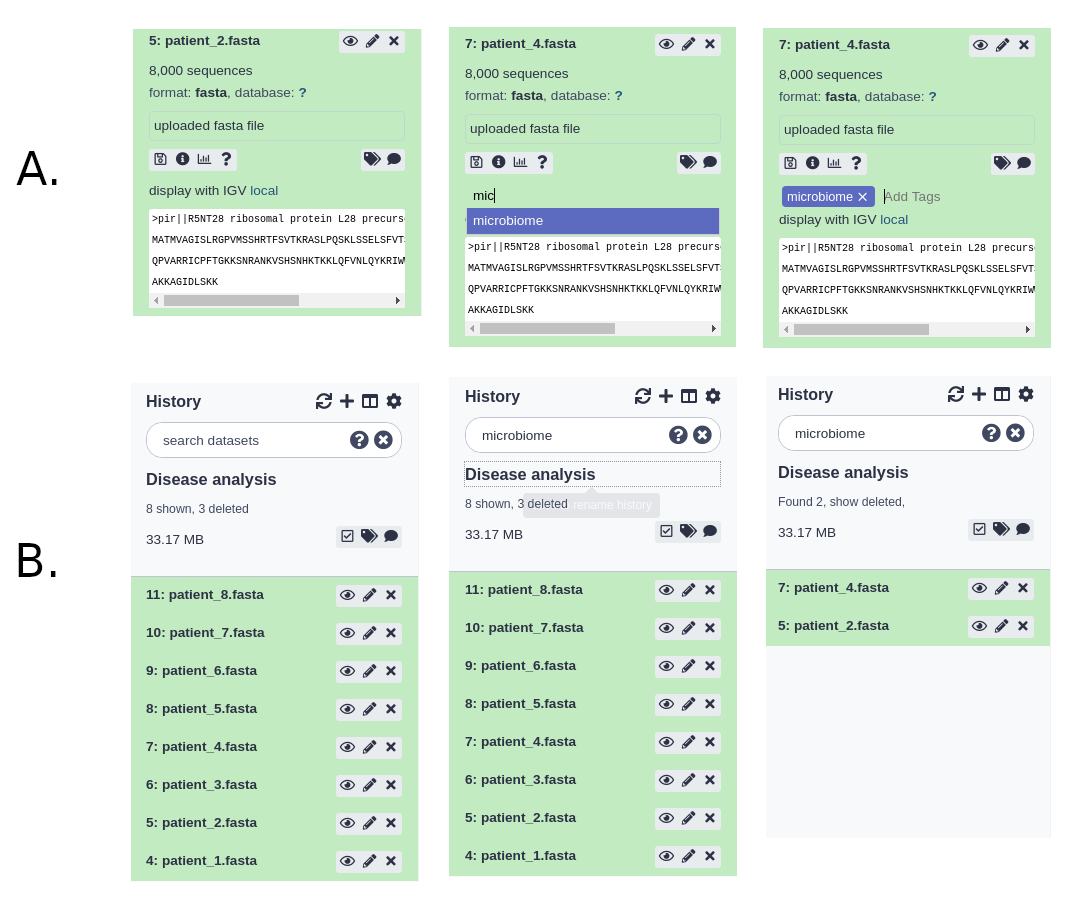 A.
5: patient_2.fasta
8,000 sequences
format: fasta, database: ?
uploaded fasta file
?
display with IGV local
>pir||R5NT28 ribosomal protein L28 precurs
MATMVAGISLRGPVMSSHRTFSVTKRASLPQSKLSSELSFVT
QPVARRICPFTGKKSNRANKVSHSNHKTKKLQFVNLQYKRIW
AKKAGIDLSKK
7: patient_4.fasta
8,000 sequences
format: fasta, database: ?
uploaded fasta file
?
mic
microbiome
>pir||R5NT28 ribosomal protein L28 precurs
MATMVAGISLRGPVMSSHRTFSVTKRASLPQSKLSSELSFVT
QPVARRICPFTGKKSNRANKVSHSNHKTKKLQFVNLQYKRIW
AKKAGIDLSKK
7: patient_4.fasta
8,000 sequences
format: fasta, database: ?
uploaded fasta file
?
microbiome Add Tags
display with IGV local
>pir||R5NT28 ribosomal protein L28 precurs
MATMVAGISLRGPVMSSHRTFSVTKRASLPQSKLSSELSFVT
QPVARRICPFTGKKSNRANKVSHSNHKTKKLQFVNLQYKRIW
AKKAGIDLSKK
B.
History
search datasets ?
Disease analysis
8 shown, 3 deleted
33.17 MB
11: patient_8.fasta
10: patient_7.fasta
9: patient_6.fasta
8: patient_5.fasta
7: patient_4.fasta
6: patient_3.fasta
5: patient_2.fasta
4: patient_1.fasta
History
microbiome ?
Disease analysis
8 shown, 3 deleted rename history
33.17 MB
11: patient_8.fasta
10: patient_7.fasta
9: patient_6.fasta
8: patient_5.fasta
7: patient_4.fasta
6: patient_3.fasta
5: patient_2.fasta
4: patient_1.fasta
History
microbiome ?
Disease analysis
Found 2, show deleted,
33.17 MB
7: patient_4.fasta
5: patient_2.fasta